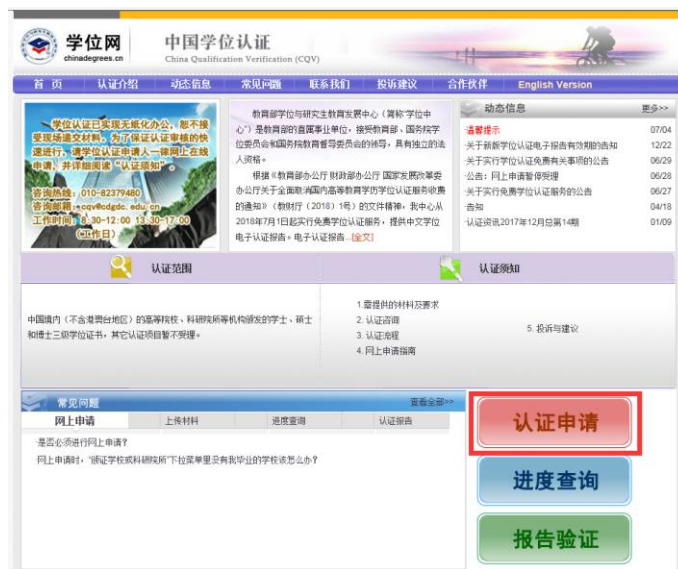 学位网
chinadegrees.cn
中国学位认证
China Qualification Verification (CQV)
首 页 认证介绍 动态信息 常见问题 联系我们 投诉建议 合作伙伴 English Version
学位认证已实现无纸化办公，恕不接
受现场递交材料。为了保证认证审核的快
速进行，请学位认证申请人一律网上在线
申请，并详细阅读“认证须知”。
咨询热线：010-82379480
咨询邮箱：cqv@cdgdc.edu.cn
工作时间：8:30-12:00 13:30-17:00
（工作日）
教育部学位与研究生教育发展中心（简称‘学位中
心’）是教育部的直属事业单位，接受教育部、国务院学
位委员会和国务院教育督导委员会的领导，具有独立的法
人资格。
根据《教育部办公厅 财政部办公厅 国家发展改革委
办公厅关于全面取消国内高等教育学历学位认证服务收费
的通知》（教财厅〔2018〕1号）的文件精神，我中心从
2018年7月1日起实行免费学位认证服务，提供中文学位
电子认证报告。电子认证报告...[全文]
动态信息 更多>>
·温馨提示 07/04
·关于新版学位认证电子报告有效期的告知 12/22
·关于实行学位认证免费有关事项的公告 06/29
·公告：网上申请暂停受理 06/28
·关于实行免费学位认证服务的公告 06/27
·告知 04/18
·认证资讯2017年12月总第14期 01/09
认证范围
中国境内（不含港澳台地区）的高等院校、科研院所等机构颁发的学士、硕士
和博士三级学位证书，其它认证项目暂不受理。
认证须知
1.需提供的材料及要求
2. 认证咨询
3. 认证流程
4. 网上申请指南
5. 投诉与建议
常见问题 查看全部>>
网上申请 上传材料 进度查询 认证报告
·是否必须进行网上申请？
·网上申请时，“颁证学校或科研院所”下拉菜单里没有我毕业的学校该怎么办？
认证申请
进度查询
报告验证